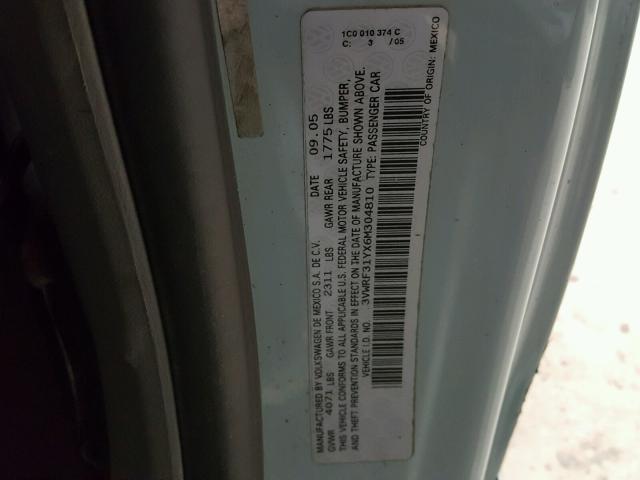 1C0 010 374 C
C: 3 /05
MANUFACTURED BY VOLKSWAGEN DE MEXICO S.A. DE C.V. DATE 09.05
GVWR 4071 LBS GAWR FRONT 2311 LBS GAWR REAR 1775 LBS
THIS VEHICLE CONFORMS TO ALL APPLICABLE U.S. FEDERAL MOTOR VEHICLE SAFETY, BUMPER,
AND THEFT PREVENTION STANDARDS IN EFFECT ON THE DATE OF MANUFACTURE SHOWN ABOVE.
VEHICLE I.D. NO. 3VWRF31YX6M304810 TYPE: PASSENGER CAR
COUNTRY OF ORIGIN: MEXICO